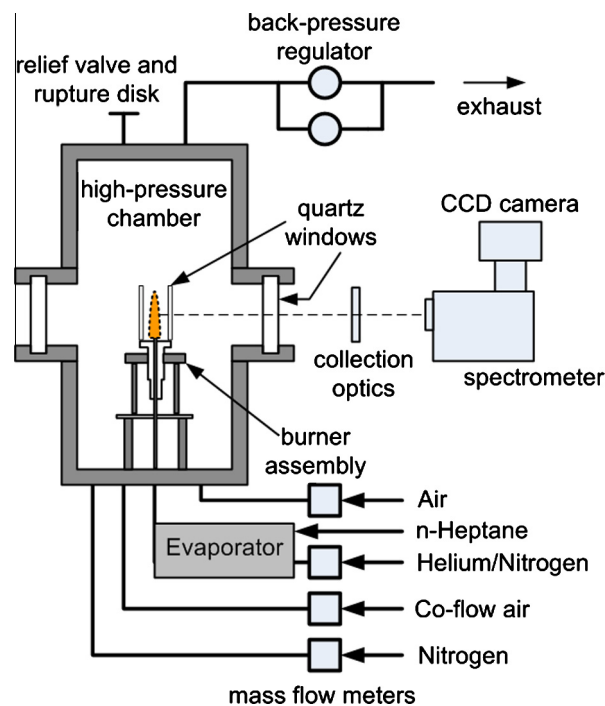 back-pressure
regulator
relief valve and
rupture disk
exhaust
high-pressure
chamber
quartz
windows
CCD camera
collection
optics
spectrometer
burner
assembly
Air
n-Heptane
Evaporator
Helium/Nitrogen
Co-flow air
Nitrogen
mass flow meters